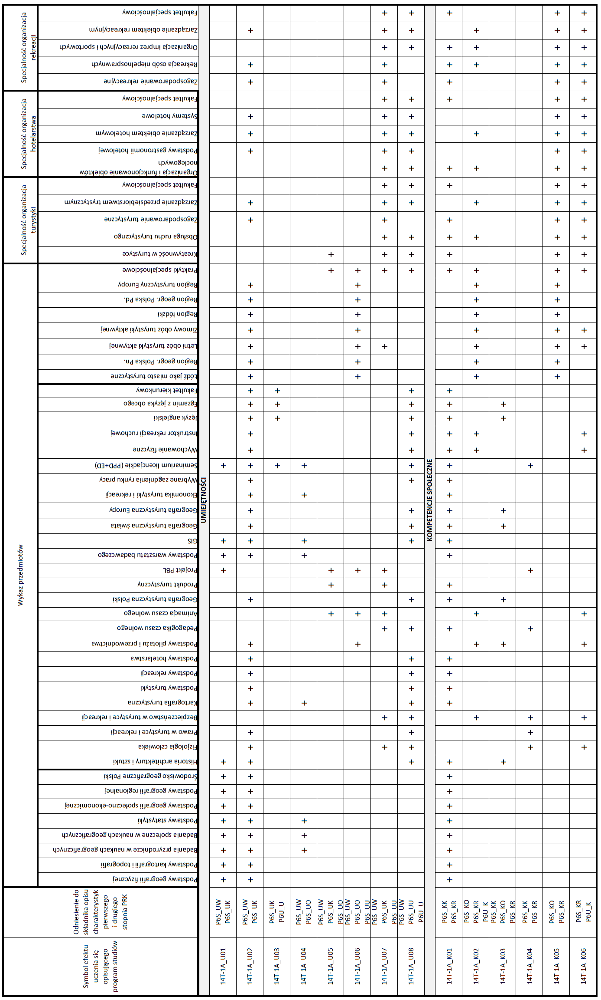 Symbol efektu
uczenia się
opisującego
program studiów
Odniesienie do
składnika opisu
charakterystyk
pierwszego
i drugiego
stopnia PRK
Wykaz przedmiotów
Specjalność organizacja
turystyki
Specjalność organizacja
hotelarstwa
Specjalność organizacja
rekreacji
Podstawy geografii fizycznej
Podstawy kartografii i topografii
Badania przyrodnicze w naukach geograficznych
Badania społeczne w naukach geograficznych
Podstawy statystyki
Podstawy geografii społeczno-ekonomicznej
Podstawy geografii regionalnej
Środowisko geograficzne Polski
Historia architektury i sztuki
Fizjologia człowieka
Prawo w turystyce i rekreacji
Bezpieczeństwo w turystyce i rekreacji
Kartografia turystyczna
Podstawy turystyki
Podstawy rekreacji
Podstawy hotelarstwa
Podstawy pilotażu i przewodnictwa
Pedagogika czasu wolnego
Animacja czasu wolnego
Geografia turystyczna Polski
Produkt turystyczny
Projekt PBL
Podstawy warsztatu badawczego
GIS
Geografia turystyczna świata
Geografia turystyczna Europy
Ekonomika turystyki i rekreacji
Wybrane zagdnienia rynku pracy
Seminarium licencjackie (PPD+ED)
Wychowanie fizyczne
Instruktor rekreacji ruchowej
Język angielski
Egzamin z języka obcego
Fakultet kierunkowy
Łódź jako miasto turystyczne
Region geogr. Polska Pn.
Letni obóz turystyki aktywnej
Zimowy obóz turystyki aktywnej
Region łódzki
Region geogr. Polska Pd.
Region turystyczny Europy
Praktyki specjalnościowe
Kreatywność w turystyce
Obsługa ruchu turystyczngo
Zagospodarowanie turystyczne
Zarządzanie przedsiebiorstwem trystycznym
Fakultet specjalnościowy
Organizacja i funkcjonowanie obiektów
noclegowych
Podstawy gastronomii hotelowej
Zarządzanie obiektem hotelowym
Systemy hotelowe
Fakultet specjalnościowy
Zagospodarowanie rekreacyjne
Rekreacja osób niepełnosprawnych
Organizacja imprez rereacyjnych i sportowych
Zarządzanie obiektem rekreacyjnym
Fakultet specjalnościowy
UMIEJĘTNOŚCI
14T-1A_U01 P6S_UW P6S_UK + + + + + + + + + + + + +
14T-1A_U02 P6S_UW P6S_UK + + + + + + + + + + + + + + + + + + + + + + + + + + + + + + + + + + + + + + + + + + + +
14T-1A_U03 P6S_UK P6U_U + + + +
14T-1A_U04 P6S_UW P6S_UO + + + + + + + +
14T-1A_U05 P6S_UW P6S_UK P6S_UO + + + + +
14T-1A_U06 P6S_UW P6S_UO P6S_UU + + + + + + + + + + +
14T-1A_U07 P6S_UW P6S_UK P6S_UU + + + + + + + + + + + + + + + + + + + + + + +
14T-1A_U08 P6S_UW P6S_UU P6U_U + + + + + + + + + + + + + + + + + + + + + + + + + + + + + + + + +
KOMPETENCJE SPOŁECZNE
14T-1A_K01 P6S_KK P6S_KR + + + + + + + + + + + + + + + + + + + + + + + + + + + + + + + + + + + + + + +
14T-1A_K02 P6S_KO P6S_KR P6U_K + + + + + + + + + + + + + + + + + + + +
14T-1A_K03 P6S_KK P6S_KO P6S_KR + + + + + + +
14T-1A_K04 P6S_KK P6S_KR + + + + + +
14T-1A_K05 P6S_KO P6S_KR + + + + + + + + + + + + + + + + + + + + + + +
14T-1A_K06 P6S_KR P6U_K + + + + + + + + + + + + + + + + + + + + + + + +